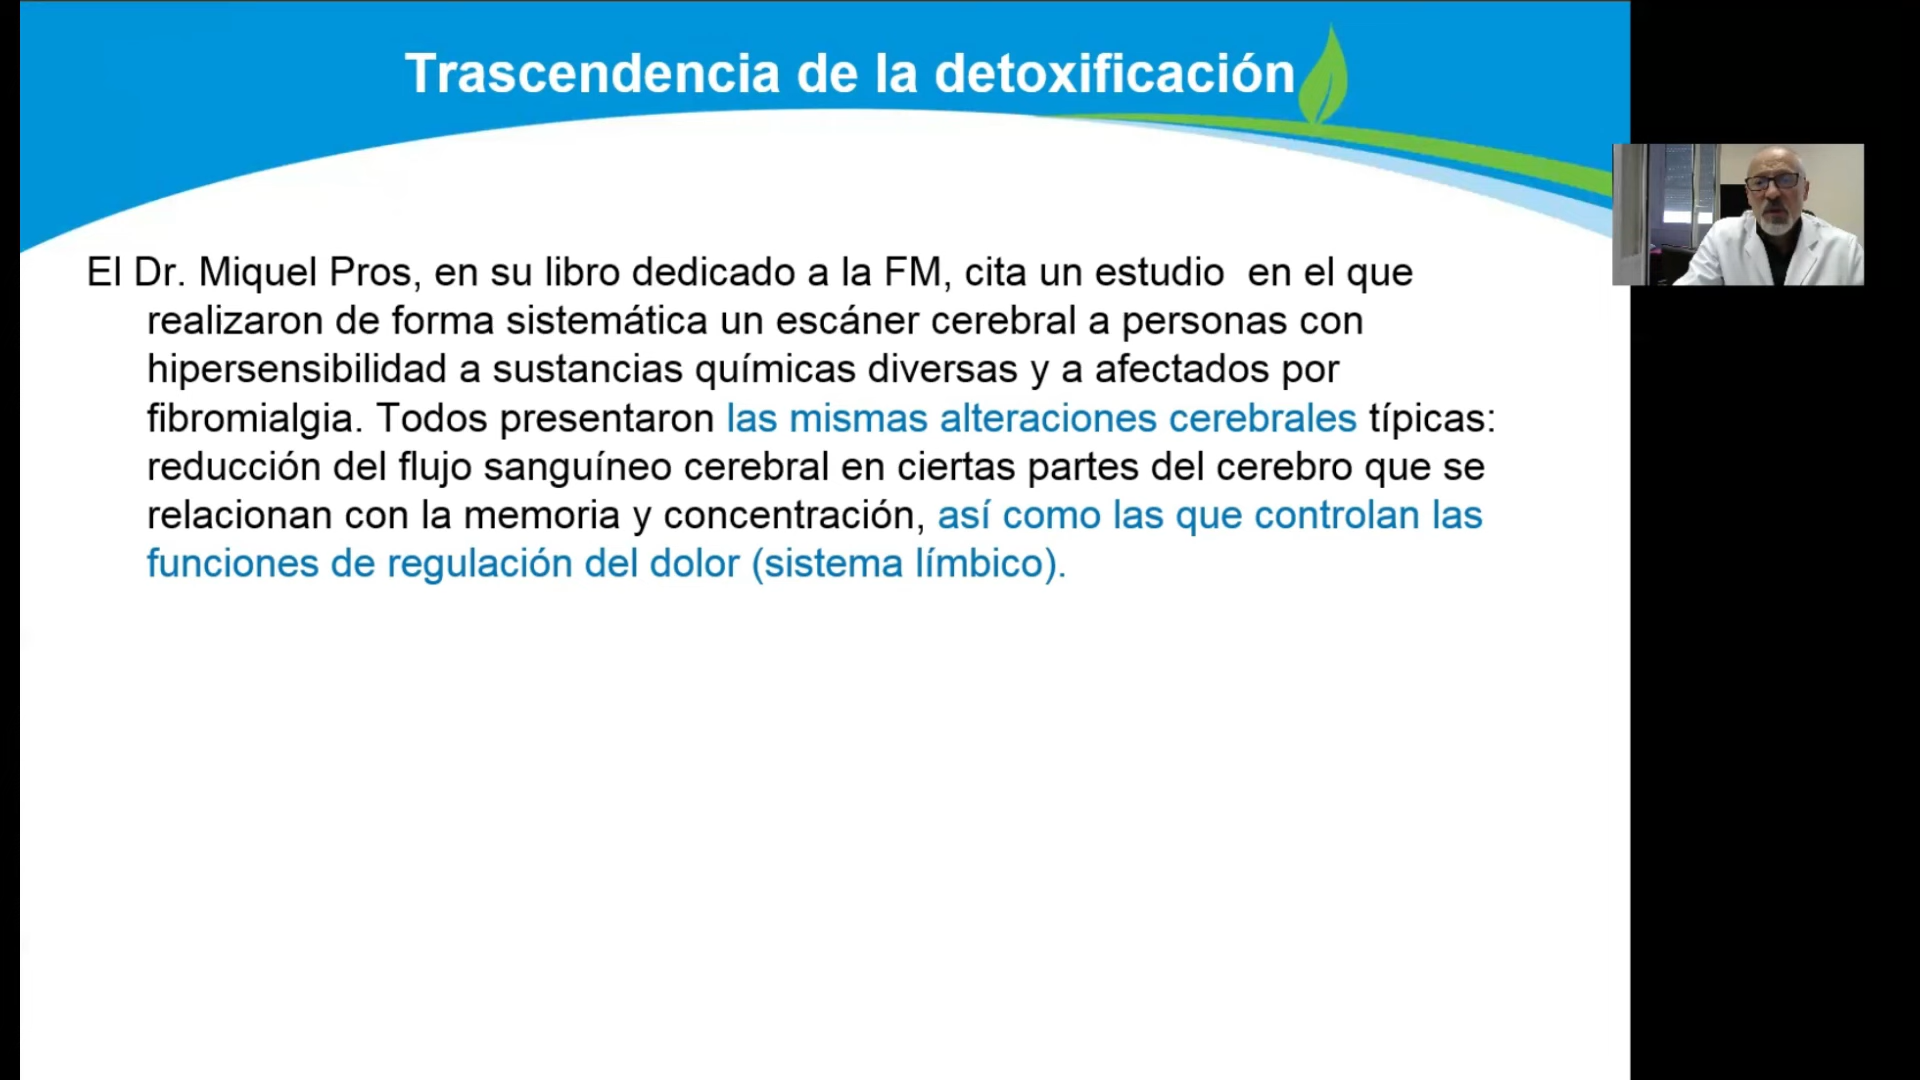 Trascendencia de la detoxificación
El Dr. Miquel Pros, en su libro dedicado a la FM, cita un estudio  en el que
realizaron de forma sistemática un escáner cerebral a personas con
hipersensibilidad a sustancias químicas diversas y a afectados por
fibromialgia. Todos presentaron las mismas alteraciones cerebrales típicas:
reducción del flujo sanguíneo cerebral en ciertas partes del cerebro que se
relacionan con la memoria y concentración, así como las que controlan las
funciones de regulación del dolor (sistema límbico).